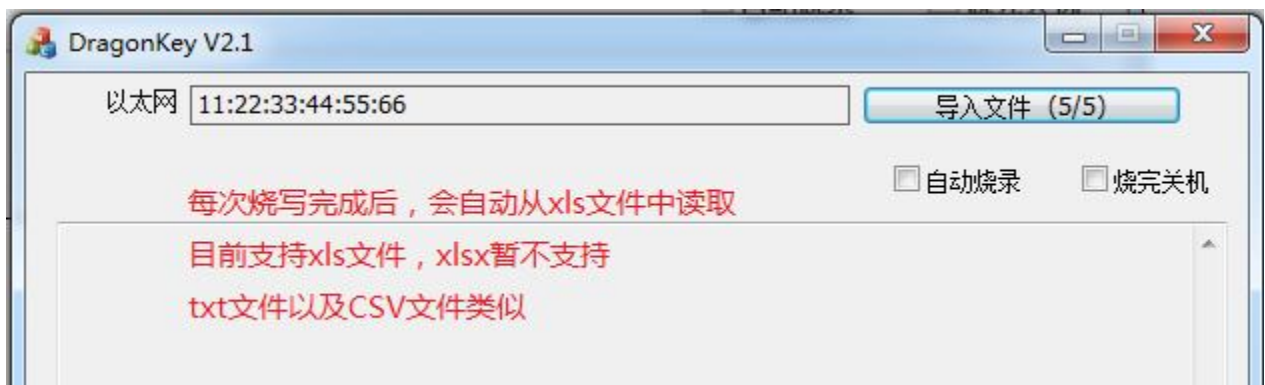 DragonKey V2.1
以太网 11:22:33:44:55:66 导入文件 (5/5)
自动烧录 烧完关机
每次烧写完成后，会自动从xls文件中读取
目前支持xls文件，xlsx暂不支持
txt文件以及CSV文件类似